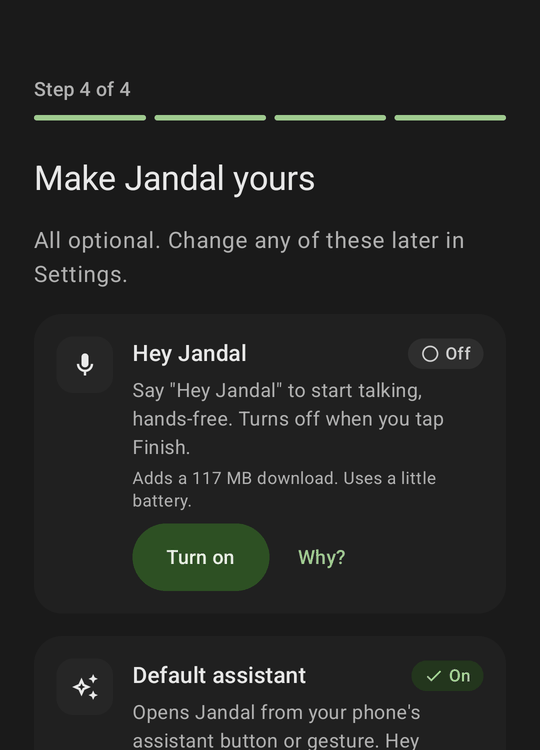 Step 4 of 4
Make Jandal yours
All optional. Change any of these later in
Settings.
Hey Jandal
Off
Say "Hey Jandal" to start talking,
hands-free. Turns off when you tap
Finish.
Adds a 117 MB download. Uses a little
battery.
Turn on
Why?
Default assistant
On
Opens Jandal from your phone's
assistant button or gesture. Hey